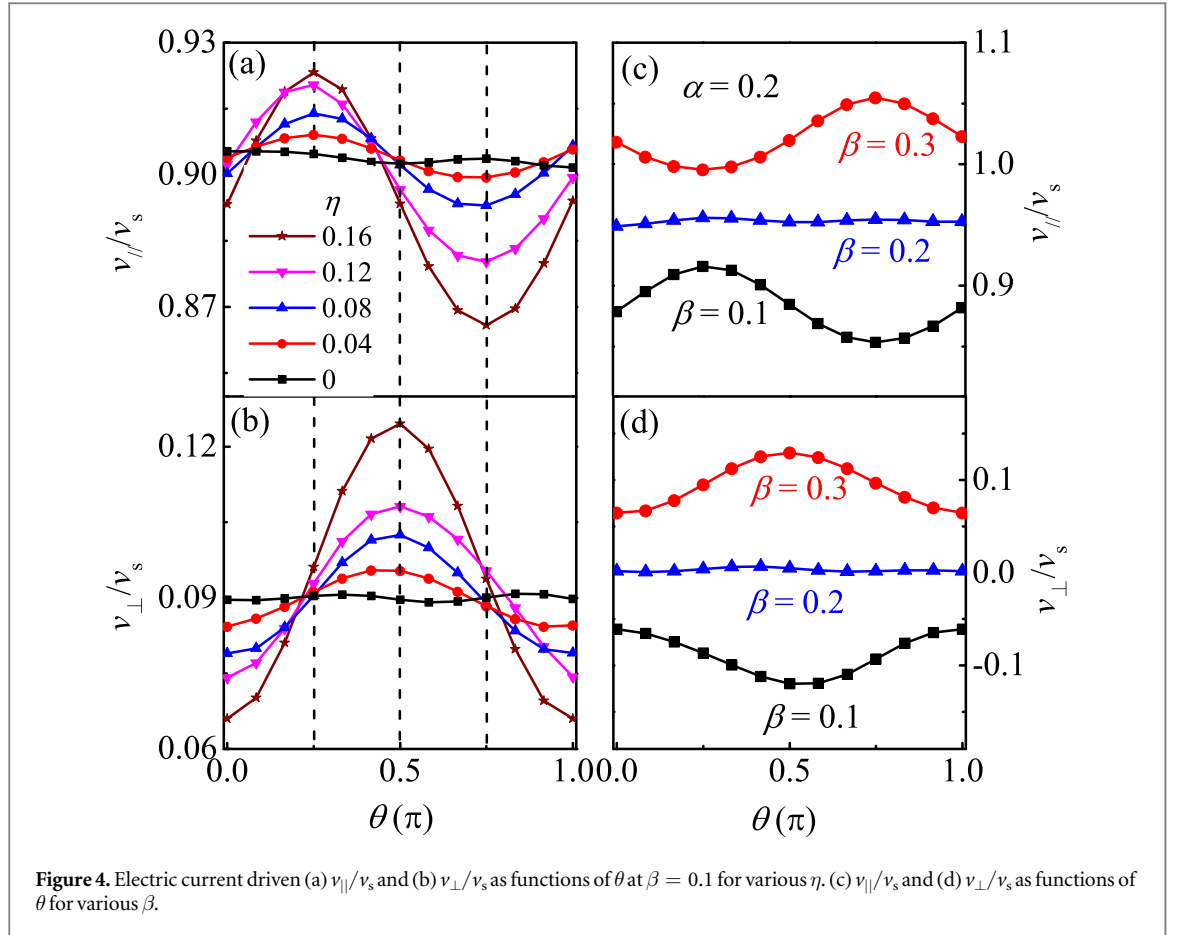 (a)
0.93
0.90
0.87
v///vs
η
0.16
0.12
0.08
0.04
0
(b)
0.12
0.09
0.06
v⊥/vs
0.0
0.5
1.0
θ (π)
(c)
α = 0.2
β = 0.3
β = 0.2
β = 0.1
1.1
1.0
0.9
v///vs
(d)
β = 0.3
β = 0.2
β = 0.1
0.1
0.0
-0.1
v⊥/vs
0.0
0.5
1.0
θ (π)
Figure 4. Electric current driven (a) v||/vs and (b) v⊥/vs as functions of θ at β = 0.1 for various η. (c) v||/vs and (d) v⊥/vs as functions of
θ for various β.